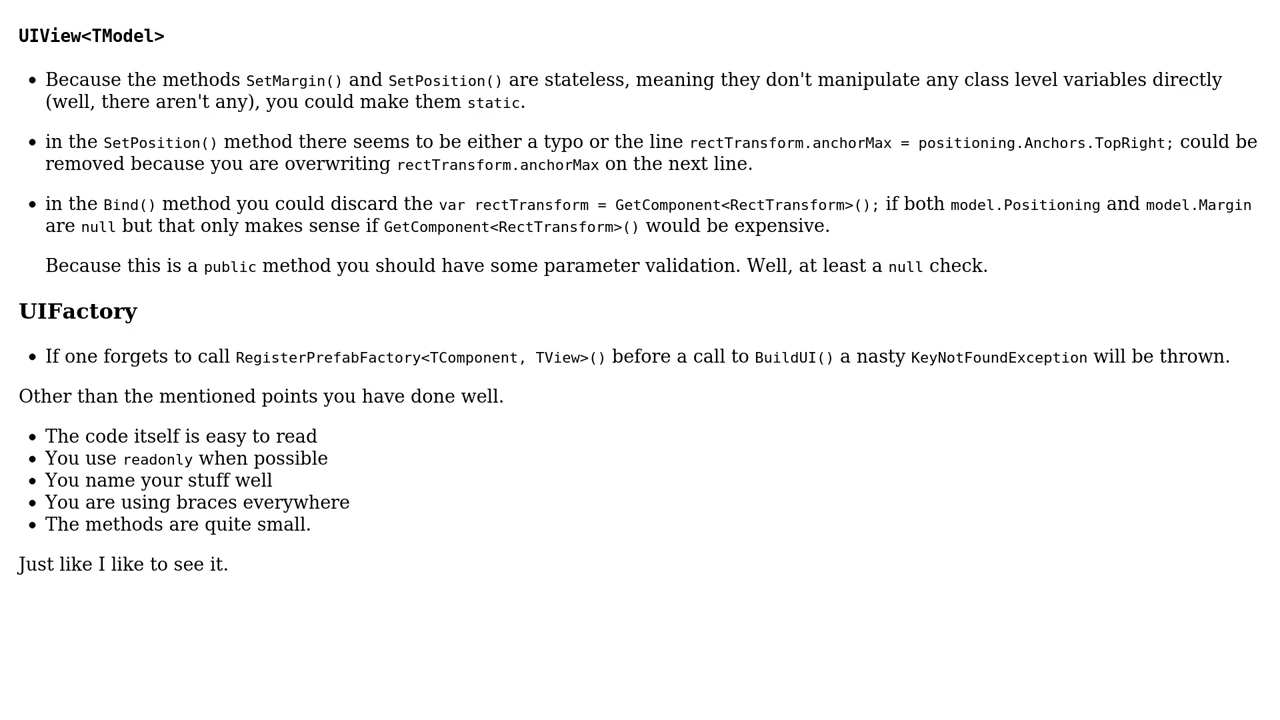 UIView<TModel>
Because the methods SetMargin() and SetPosition() are stateless, meaning they don't manipulate any class level variables directly
(well, there aren't any), you could make them static.
in the SetPosition() method there seems to be either a typo or the line rectTransform.anchorMax = positioning.Anchors.TopRight; could be
removed because you are overwriting rectTransform.anchorMax on the next line.
in the Bind() method you could discard the var rectTransform = GetComponent<RectTransform>(); if both model.Positioning and model.Margin
are null but that only makes sense if GetComponent<RectTransform>() would be expensive.
Because this is a public method you should have some parameter validation. Well, at least a null check.
UIFactory
If one forgets to call RegisterPrefabFactory<TComponent, TView>() before a call to BuildUI() a nasty KeyNotFoundException will be thrown.
Other than the mentioned points you have done well.
The code itself is easy to read
You use readonly when possible
You name your stuff well
You are using braces everywhere
The methods are quite small.
Just like I like to see it.